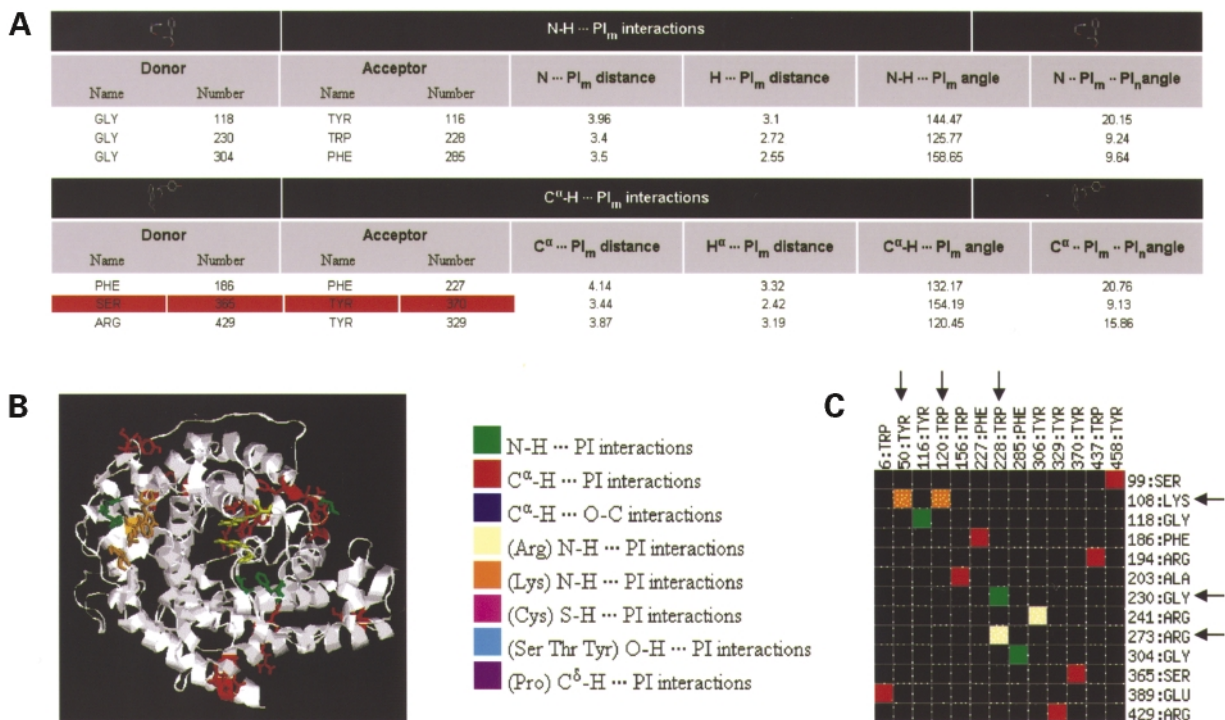 A
N-H ··· PIm interactions
Donor Acceptor N ··· PIm distance H ··· PIm distance N-H ··· PIm angle N ·· PIm ·· PIn angle
Name Number Name Number
GLY 118 TYR 116 3.96 3.1 144.47 20.15
GLY 230 TRP 228 3.4 2.72 125.77 9.24
GLY 304 PHE 285 3.5 2.55 158.65 9.64
Cα-H ··· PIm interactions
Donor Acceptor Cα ··· PIm distance Hα ··· PIm distance Cα-H ··· PIm angle Cα ·· PIm ·· PIn angle
Name Number Name Number
PHE 186 PHE 227 4.14 3.32 132.17 20.76
SER 365 TYR 370 3.44 2.42 154.19 9.13
ARG 429 TYR 329 3.87 3.19 120.45 15.86
B
N-H ··· PI interactions
Cα-H ··· PI interactions
Cα-H ··· O-C interactions
(Arg) N-H ··· PI interactions
(Lys) N-H ··· PI interactions
(Cys) S-H ··· PI interactions
(Ser Thr Tyr) O-H ··· PI interactions
(Pro) Cδ-H ··· PI interactions
C
6:TRP
50:TYR
116:TYR
120:TRP
156:TRP
227:PHE
228:TRP
285:PHE
306:TYR
329:TYR
370:TYR
437:TRP
458:TYR
99:SER
108:LYS
118:GLY
186:PHE
194:ARG
203:ALA
230:GLY
241:ARG
273:ARG
304:GLY
365:SER
389:GLU
429:ARG